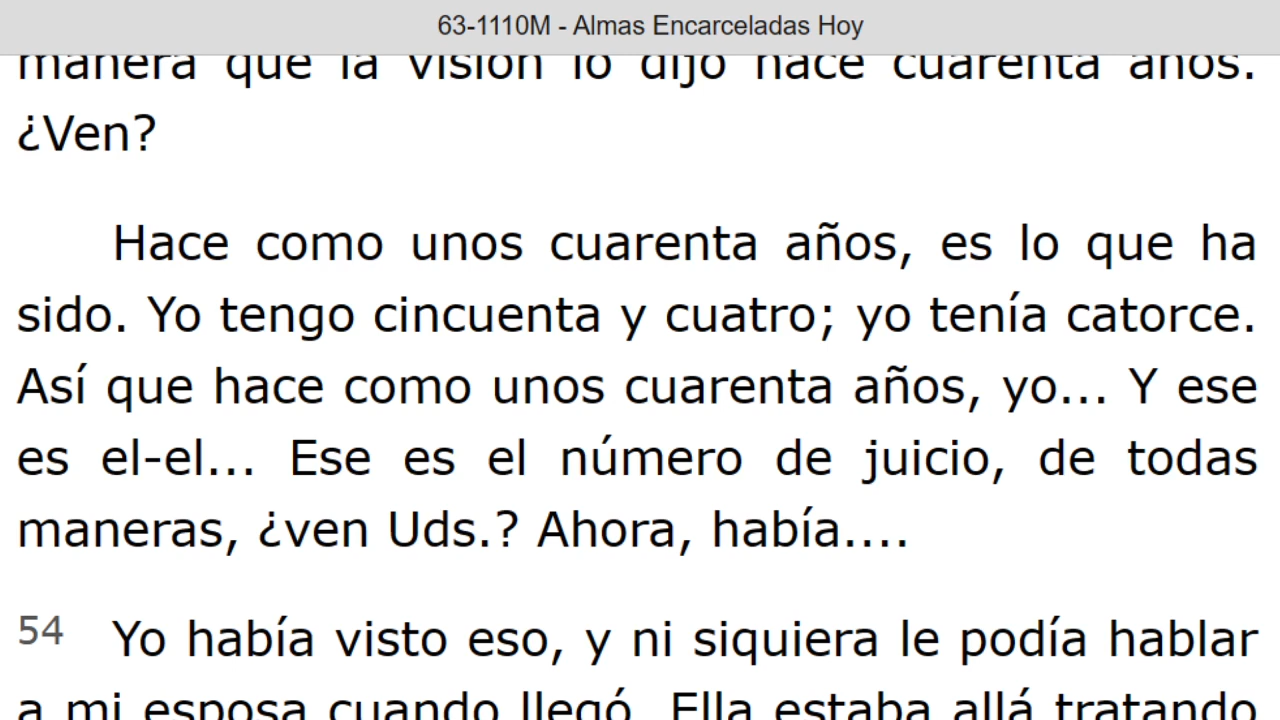 63-1110M - Almas Encarceladas Hoy
manera que la visión lo dijo hace cuarenta años.
¿Ven?
Hace como unos cuarenta años, es lo que ha
sido. Yo tengo cincuenta y cuatro; yo tenía catorce.
Así que hace como unos cuarenta años, yo... Y ese
es el-el... Ese es el número de juicio, de todas
maneras, ¿ven Uds.? Ahora, había....
54 Yo había visto eso, y ni siquiera le podía hablar
a mi esposa cuando llegó. Ella estaba allá tratando